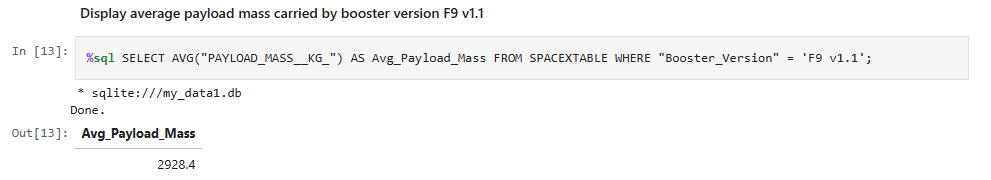 Display average payload mass carried by booster version F9 v1.1
In [13]: %sql SELECT AVG("PAYLOAD_MASS__KG_") AS Avg_Payload_Mass FROM SPACEXTABLE WHERE "Booster_Version" = 'F9 v1.1';
* sqlite:///my_data1.db
Done.
Out[13]: Avg_Payload_Mass
2928.4